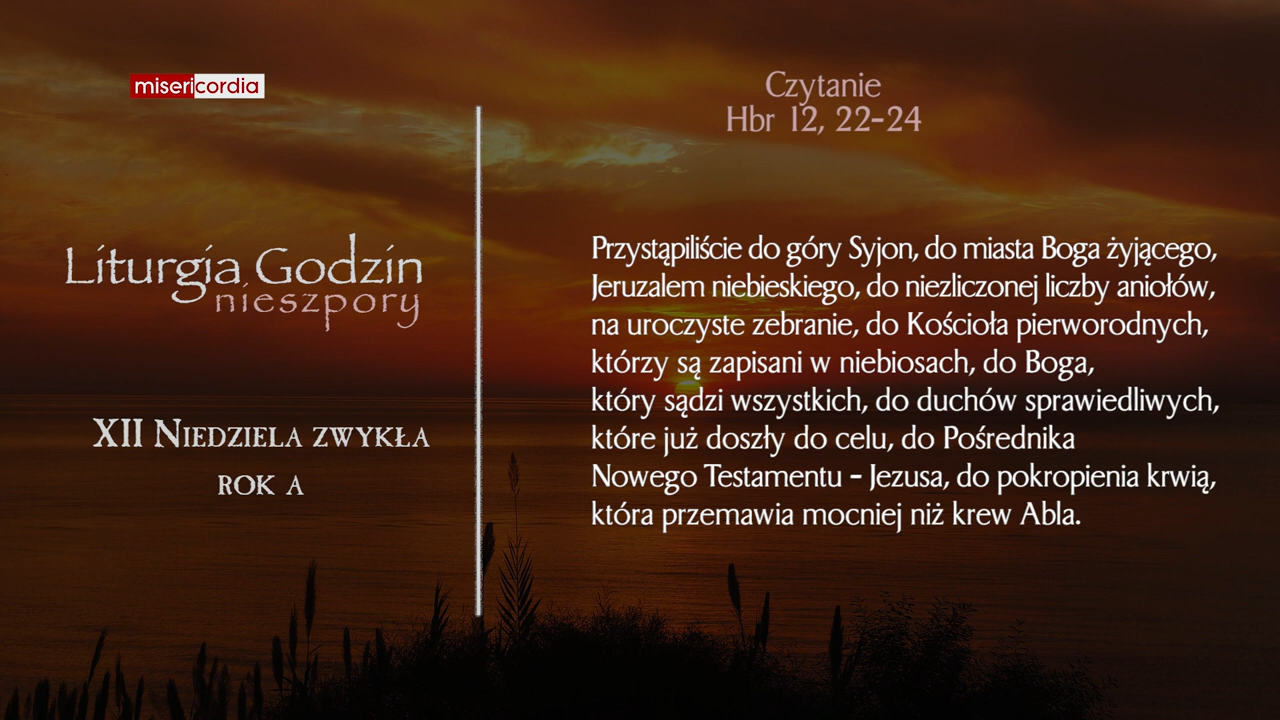 misericordia
Liturgia Godzin
nieszpory
XII Niedziela zwykła
rok A
Czytanie
Hbr 12, 22-24
Przystąpiliście do góry Syjon, do miasta Boga żyjącego,
Jeruzalem niebieskiego, do niezliczonej liczby aniołów,
na uroczyste zebranie, do Kościoła pierworodnych,
którzy są zapisani w niebiosach, do Boga,
który sądzi wszystkich, do duchów sprawiedliwych,
które już doszły do celu, do Pośrednika
Nowego Testamentu - Jezusa, do pokropienia krwią,
która przemawia mocniej niż krew Abla.